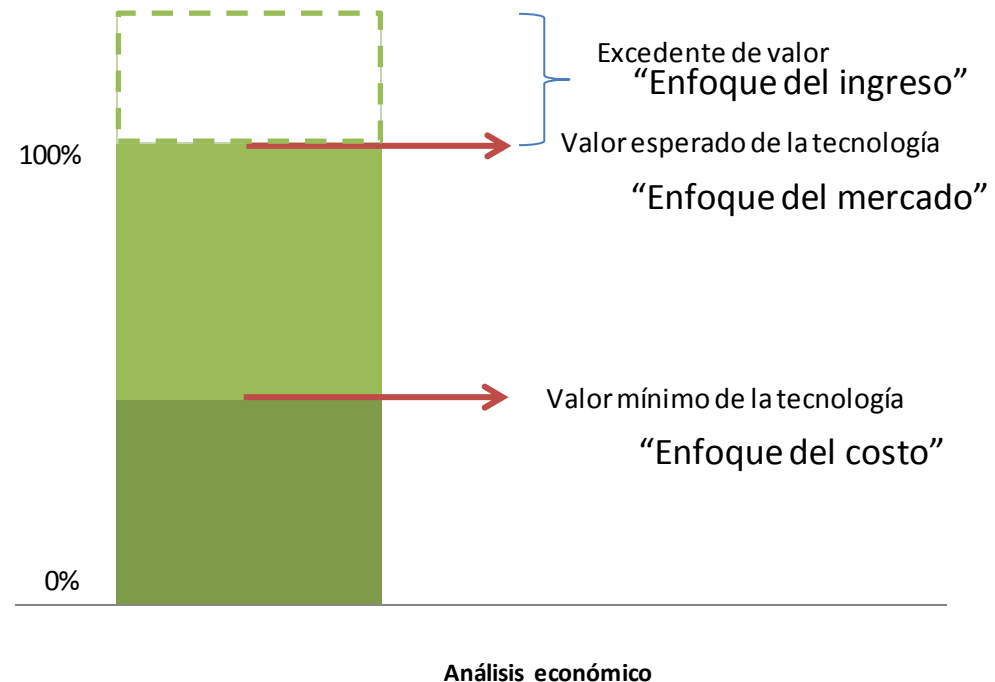 Excedente de valor
“Enfoque del ingreso”
100%
Valor esperado de la tecnología
“Enfoque del mercado”
Valor mínimo de la tecnología
“Enfoque del costo”
0%
Análisis económico